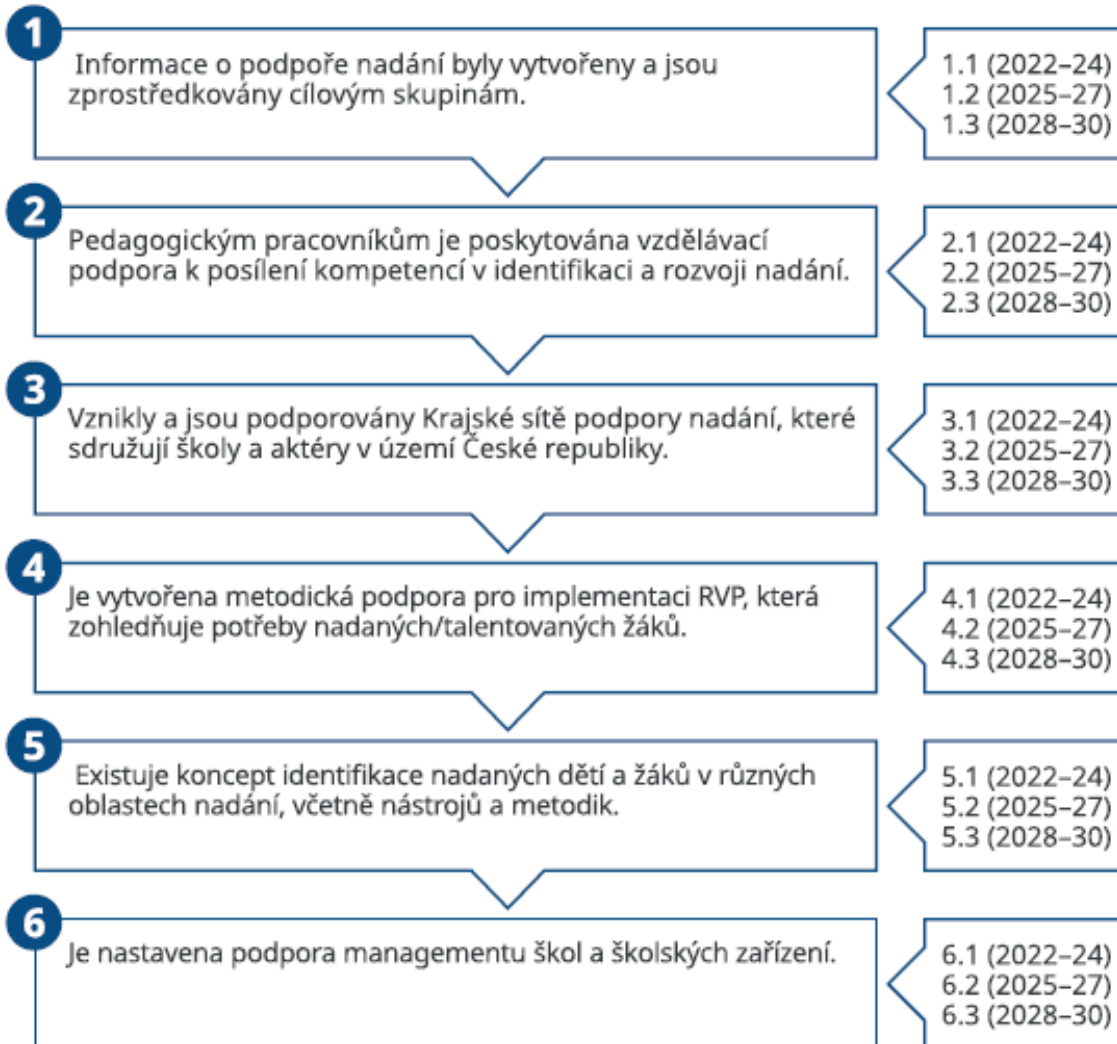 1
Informace o podpoře nadání byly vytvořeny a jsou
zprostředkovány cílovým skupinám.
1.1 (2022–24)
1.2 (2025–27)
1.3 (2028–30)
2
Pedagogickým pracovníkům je poskytována vzdělávací
podpora k posílení kompetencí v identifikaci a rozvoji nadání.
2.1 (2022–24)
2.2 (2025–27)
2.3 (2028–30)
3
Vznikly a jsou podporovány Krajské sítě podpory nadání, které
sdružují školy a aktéry v území České republiky.
3.1 (2022–24)
3.2 (2025–27)
3.3 (2028–30)
4
Je vytvořena metodická podpora pro implementaci RVP, která
zohledňuje potřeby nadaných/talentovaných žáků.
4.1 (2022–24)
4.2 (2025–27)
4.3 (2028–30)
5
Existuje koncept identifikace nadaných dětí a žáků v různých
oblastech nadání, včetně nástrojů a metodik.
5.1 (2022–24)
5.2 (2025–27)
5.3 (2028–30)
6
Je nastavena podpora managementu škol a školských zařízení.
6.1 (2022–24)
6.2 (2025–27)
6.3 (2028–30)